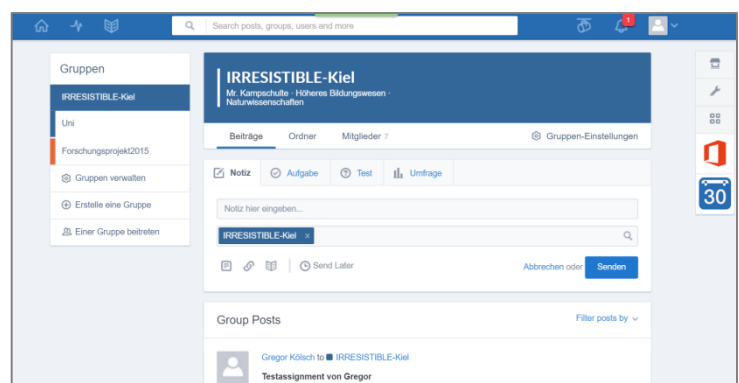 Search posts, groups, users and more
1
Gruppen
IRRESISTIBLE-Kiel
Uni
Forschungsprojekt2015
Gruppen verwalten
Erstelle eine Gruppe
Einer Gruppe beitreten
IRRESISTIBLE-Kiel
Mr. Kampschulte · Höheres Bildungswesen ·
Naturwissenschaften
Beiträge Ordner Mitglieder 7 Gruppen-Einstellungen
Notiz Aufgabe Test Umfrage
Notiz hier eingeben...
IRRESISTIBLE-Kiel ×
Send Later Abbrechen oder Senden
Group Posts Filter posts by
Gregor Kölsch to IRRESISTIBLE-Kiel
Testassignment von Gregor
30